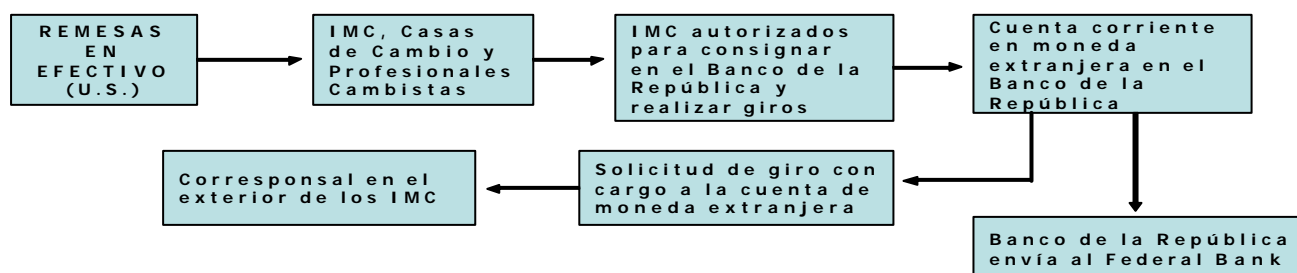 REMESAS
EN
EFECTIVO
(U.S.)
IMC, Casas
de Cambio y
Profesionales
Cambistas
IMC autorizados
para consignar
en el Banco de la
República y
realizar giros
Cuenta corriente
en moneda
extranjera en el
Banco de la
República
Corresponsal en el
exterior de los IMC
Solicitud de giro con
cargo a la cuenta de
moneda extranjera
Banco de la República
envía al Federal Bank